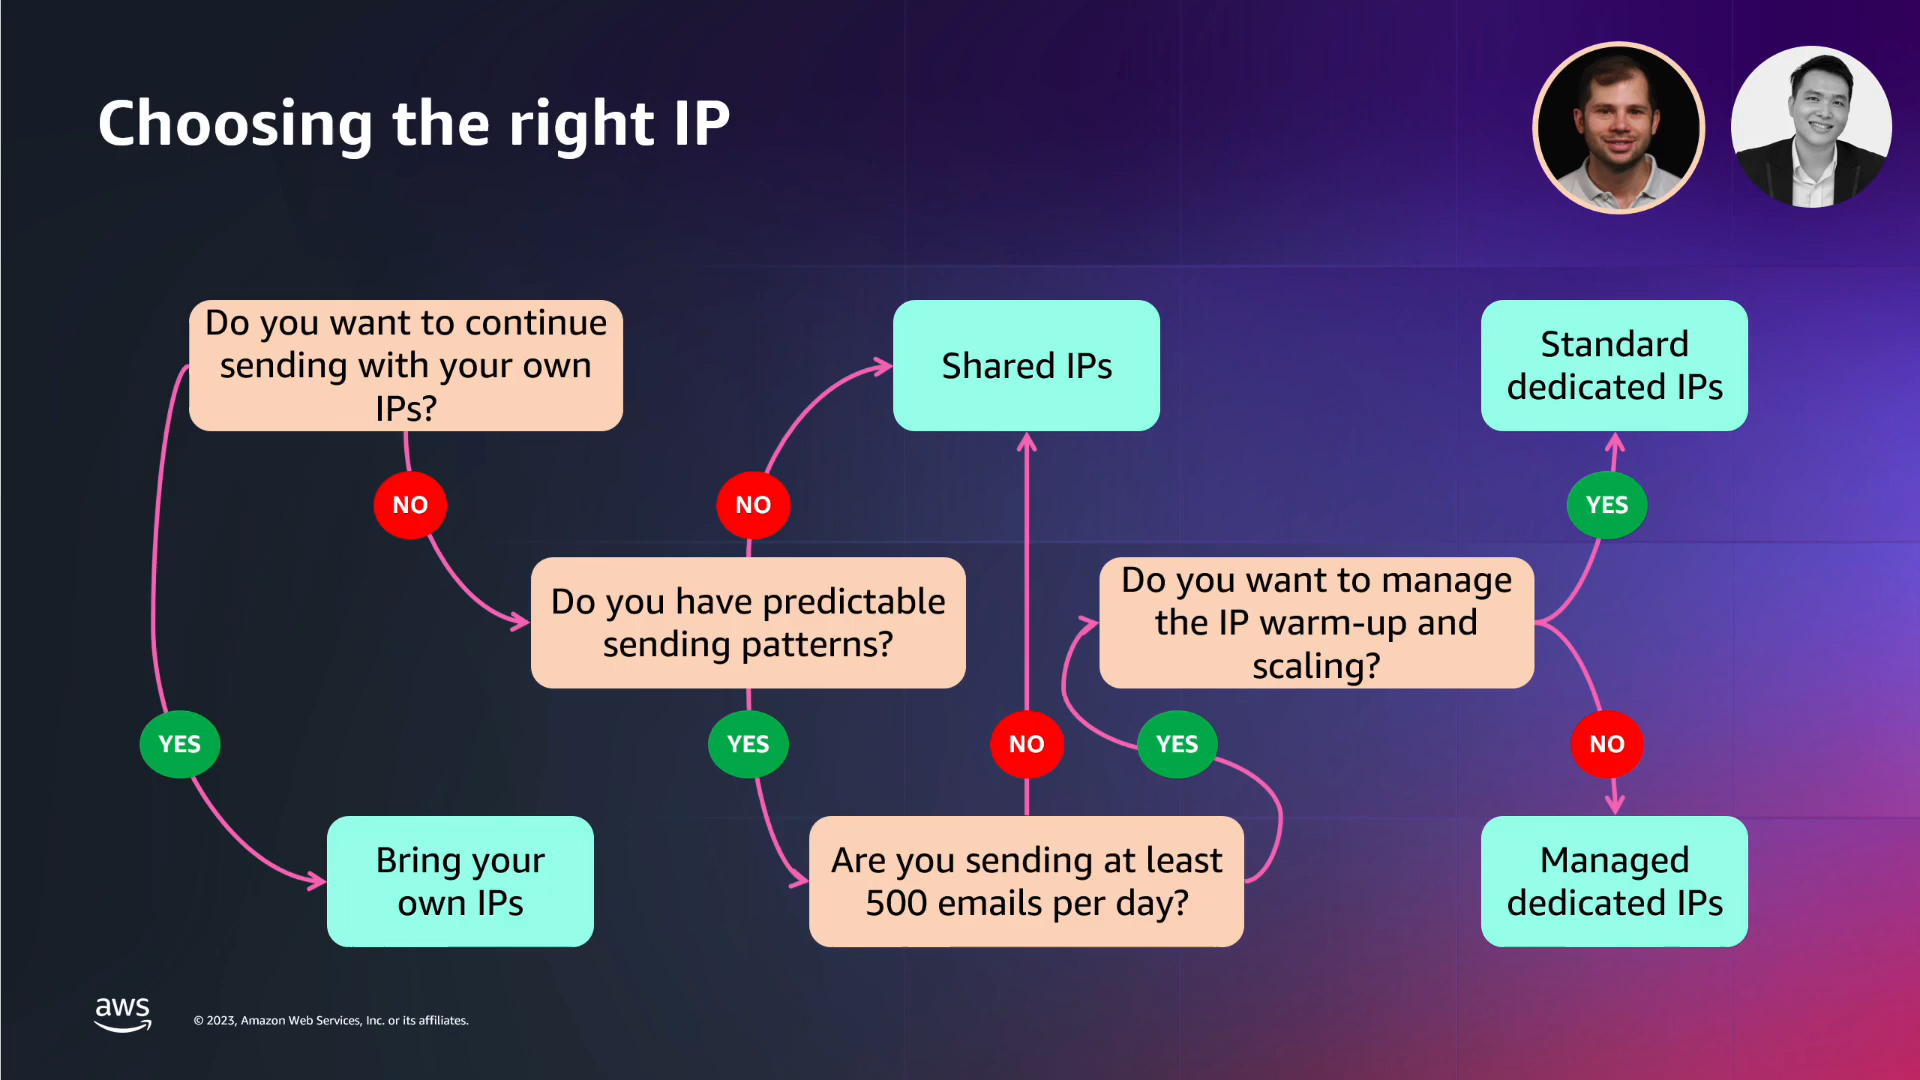 Choosing the right IP
Do you want to continue
sending with your own
IPs?
Shared IPs
Standard
dedicated IPs
NO
NO
YES
Do you have predictable
sending patterns?
Do you want to manage
the IP warm-up and
scaling?
YES
YES
NO
YES
NO
Bring your
own IPs
Are you sending at least
500 emails per day?
Managed
dedicated IPs
aws
© 2023, Amazon Web Services, Inc. or its affiliates.